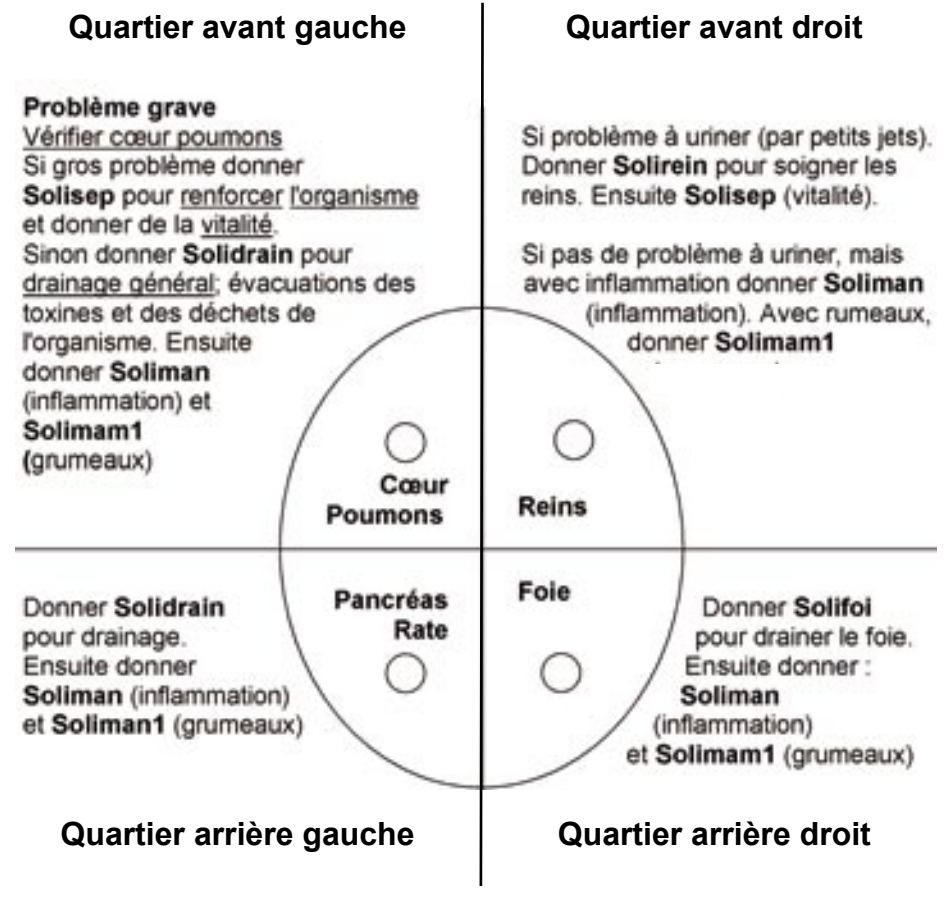 Quartier avant gauche
Problème grave
Vérifier cœur poumons
Si gros problème donner
Solisep pour renforcer l'organisme
et donner de la vitalité.
Sinon donner Solidrain pour
drainage général; évacuations des
toxines et des déchets de
l'organisme. Ensuite
donner Soliman
(inflammation) et
Solimam1
(grumeaux)
Cœur
Poumons
Quartier avant droit
Si problème à uriner (par petits jets).
Donner Solirein pour soigner les
reins. Ensuite Solisep (vitalité).
Si pas de problème à uriner, mais
avec inflammation donner Soliman
(inflammation). Avec rumeaux,
donner Solimam1
Reins
Donner Solidrain
pour drainage.
Ensuite donner
Soliman (inflammation)
et Soliman1 (grumeaux)
Pancréas
Rate
Quartier arrière gauche
Foie
Donner Solifoi
pour drainer le foie.
Ensuite donner :
Soliman
(inflammation)
et Solimam1 (grumeaux)
Quartier arrière droit